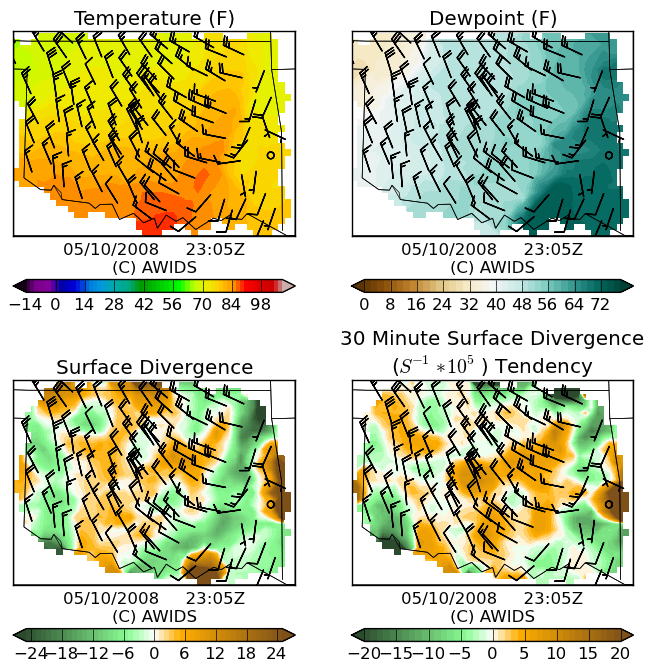 Temperature (F)
Dewpoint (F)
05/10/2008 23:05Z
(C) AWIDS
05/10/2008 23:05Z
(C) AWIDS
−14 0 14 28 42 56 70 84 98
0 8 16 24 32 40 48 56 64 72
Surface Divergence
30 Minute Surface Divergence
(S⁻¹ *10⁵ ) Tendency
05/10/2008 23:05Z
(C) AWIDS
05/10/2008 23:05Z
(C) AWIDS
−24 −18 −12 −6 0 6 12 18 24
−20 −15 −10 −5 0 5 10 15 20